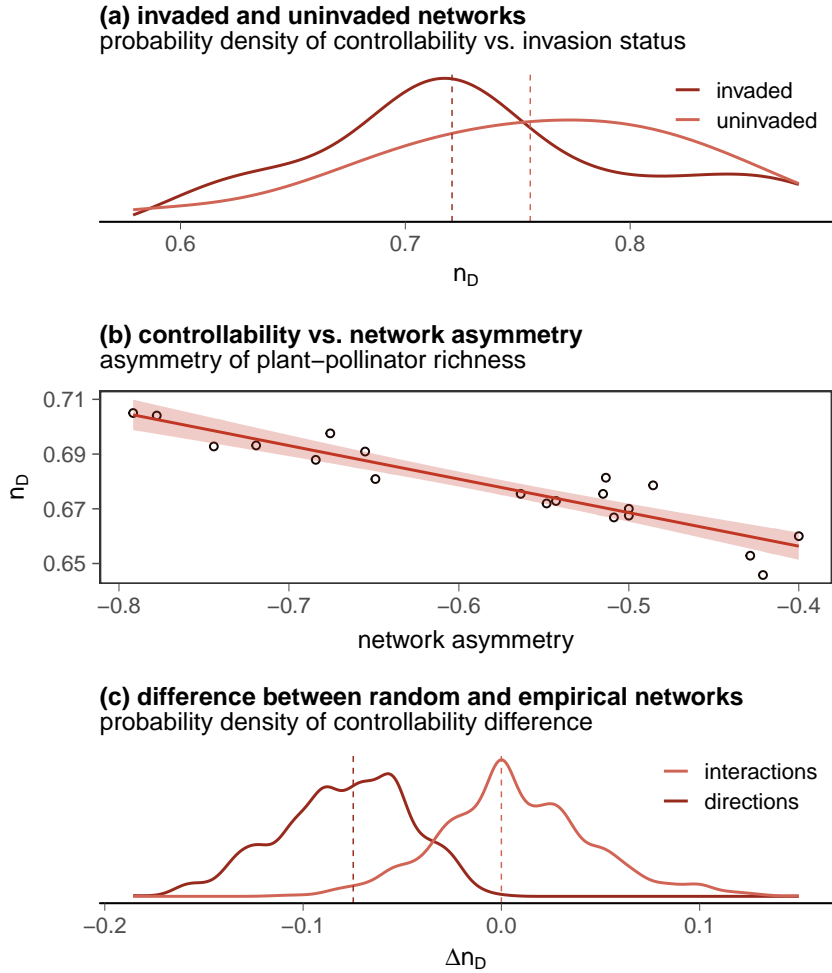 (a) invaded and uninvaded networks
probability density of controllability vs. invasion status
invaded
uninvaded
0.6 0.7 0.8
n_D
(b) controllability vs. network asymmetry
asymmetry of plant−pollinator richness
0.71
0.69
0.67
0.65
n_D
−0.8 −0.7 −0.6 −0.5 −0.4
network asymmetry
(c) difference between random and empirical networks
probability density of controllability difference
interactions
directions
−0.2 −0.1 0.0 0.1
Δn_D